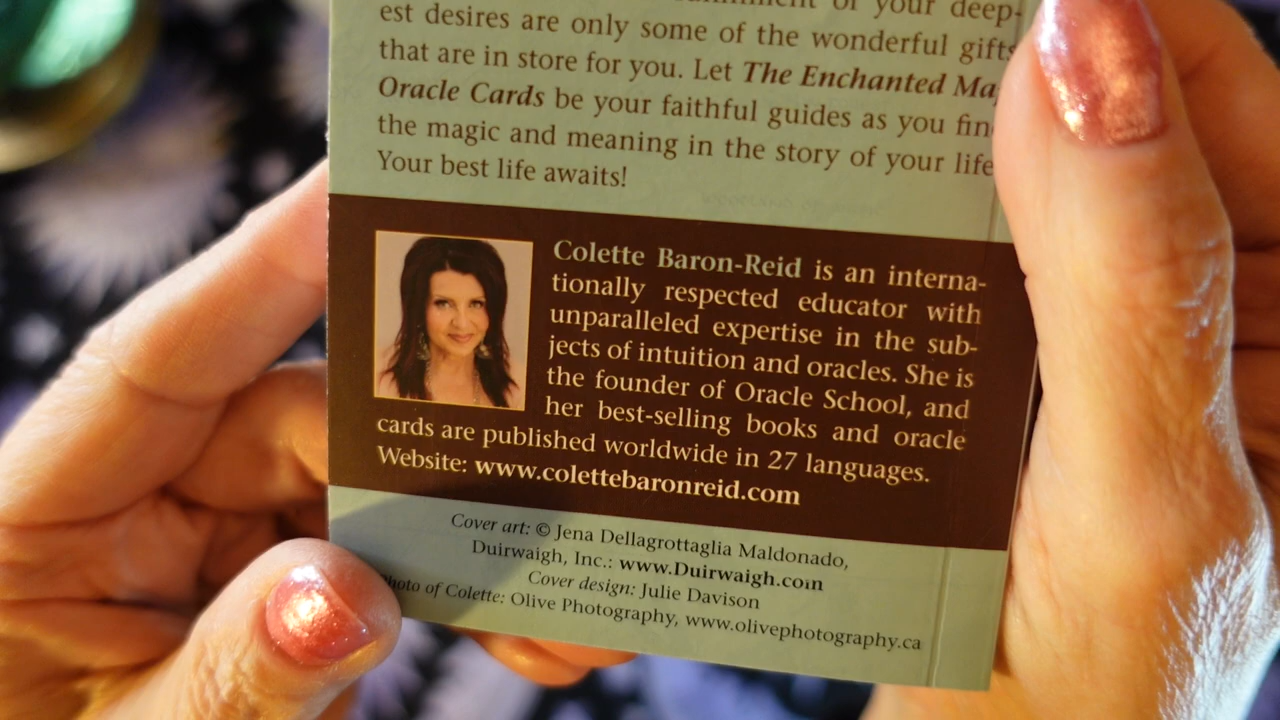 of your deep-
est desires are only some of the wonderful gifts
that are in store for you. Let The Enchanted
Oracle Cards be your faithful guides as you
the magic and meaning in the story of your life
Your best life awaits!
Colette Baron-Reid is an interna-
tionally respected educator with
unparalleled expertise in the sub-
jects of intuition and oracles. She is
the founder of Oracle School, and
her best-selling books and oracle
cards are published worldwide in 27 languages.
Website: www.colettebaronreid.com
Cover art: © Jena Dellagrottaglia Maldonado,
Duirwaigh, Inc.: www.Duirwaigh.com
Cover design: Julie Davison
of Colette: Olive Photography, www.olivephotography.ca